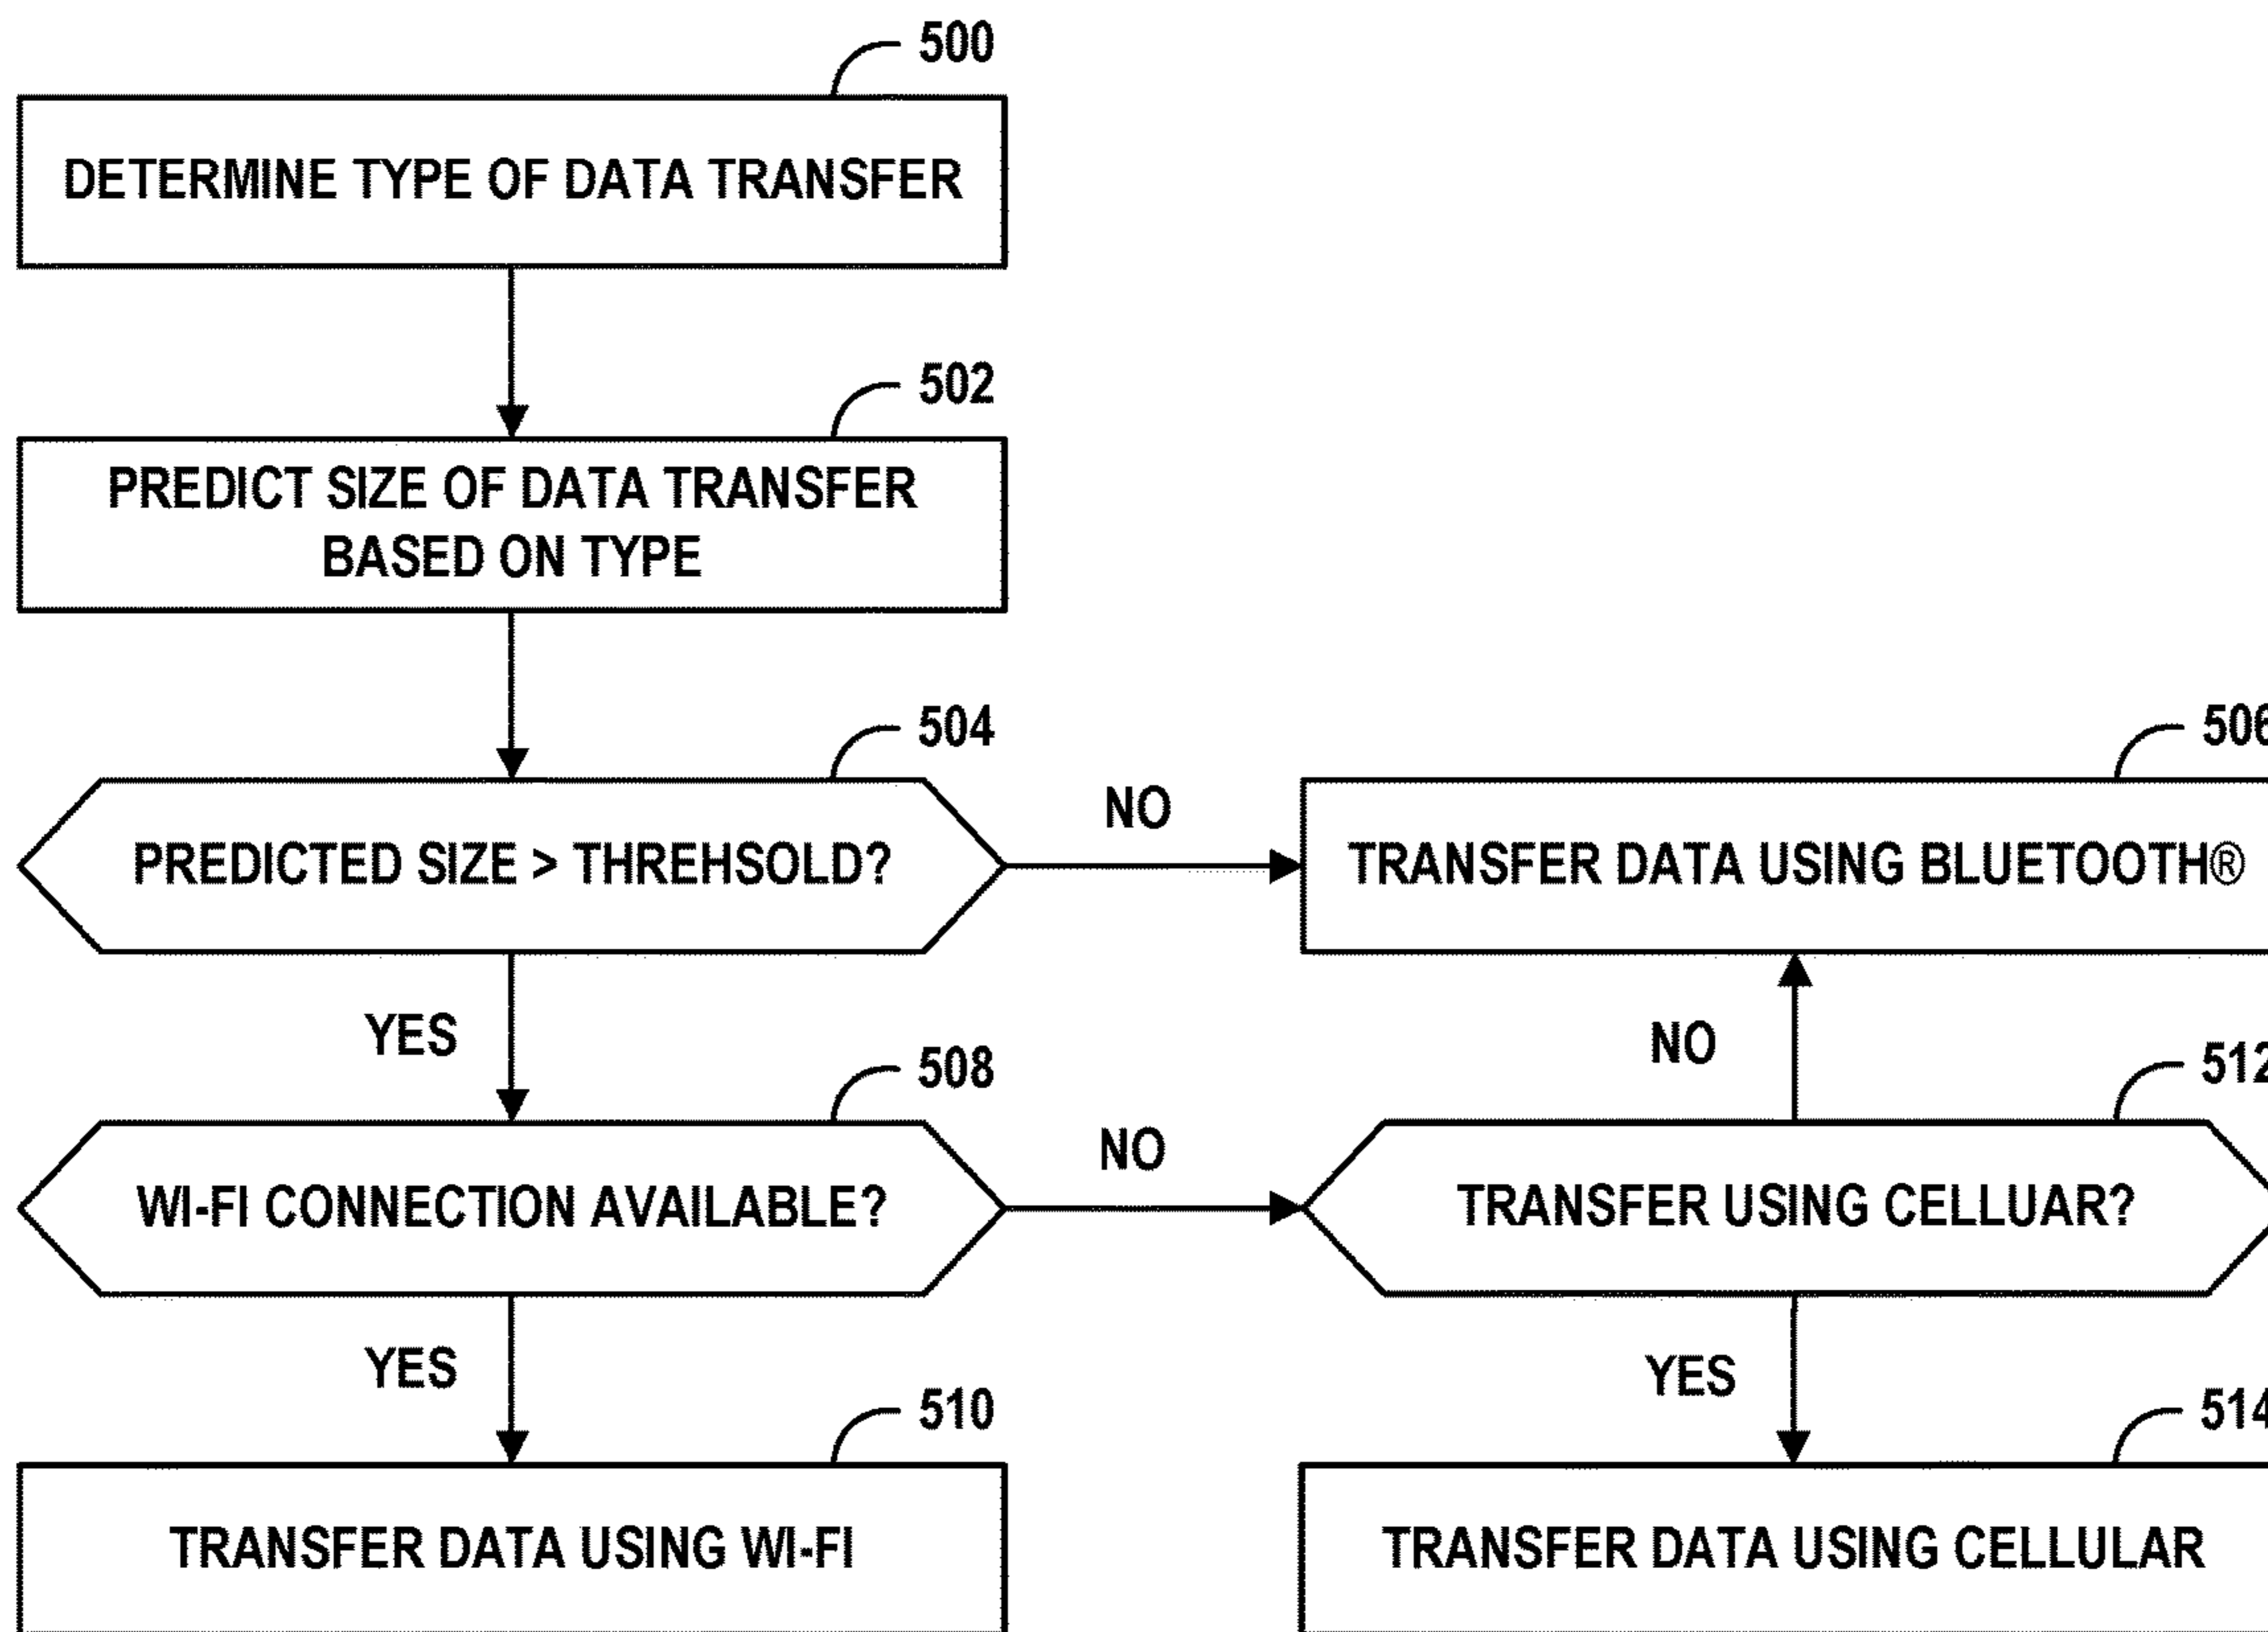 500
DETERMINE TYPE OF DATA TRANSFER
502
PREDICT SIZE OF DATA TRANSFER
BASED ON TYPE
504
PREDICTED SIZE > THREHSOLD?
NO
506
TRANSFER DATA USING BLUETOOTH®
YES
NO
508
WI-FI CONNECTION AVAILABLE?
NO
512
TRANSFER USING CELLUAR?
YES
YES
510
TRANSFER DATA USING WI-FI
514
TRANSFER DATA USING CELLULAR